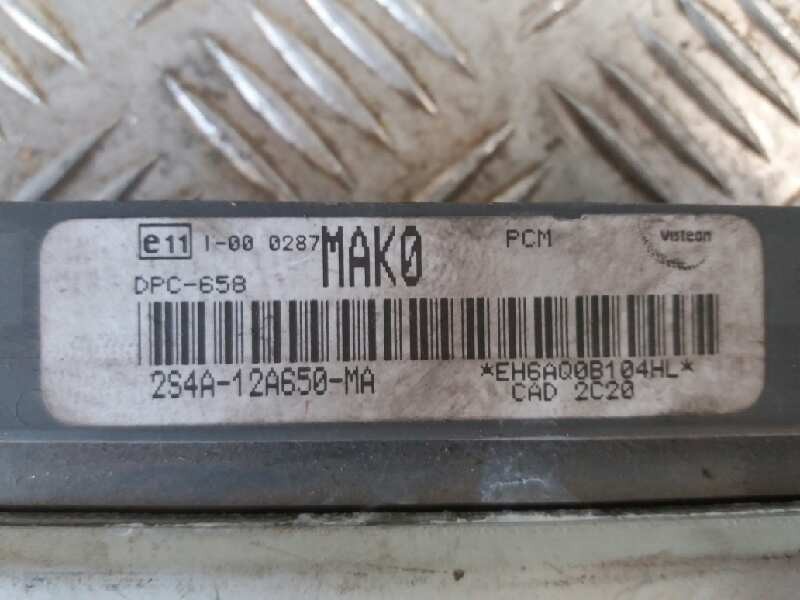 e11 I-00 0287 MAK0 PCM Visteon
DPC-658
2S4A-12A650-MA *EH6AQ0B104HL*
CAD 2C20